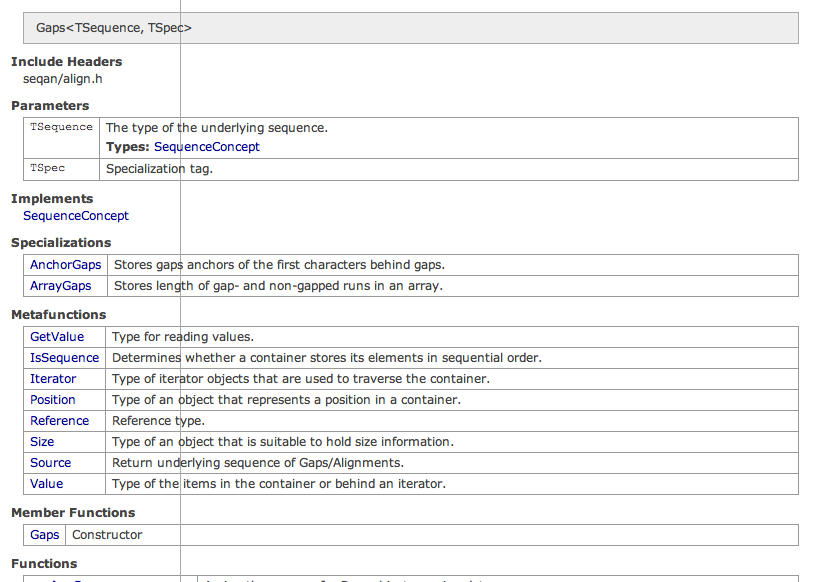 Gaps<TSequence, TSpec>
Include Headers
seqan/align.h
Parameters
TSequence The type of the underlying sequence.
Types: SequenceConcept
TSpec Specialization tag.
Implements
SequenceConcept
Specializations
AnchorGaps Stores gaps anchors of the first characters behind gaps.
ArrayGaps Stores length of gap- and non-gapped runs in an array.
Metafunctions
GetValue Type for reading values.
IsSequence Determines whether a container stores its elements in sequential order.
Iterator Type of iterator objects that are used to traverse the container.
Position Type of an object that represents a position in a container.
Reference Reference type.
Size Type of an object that is suitable to hold size information.
Source Return underlying sequence of Gaps/Alignments.
Value Type of the items in the container or behind an iterator.
Member Functions
Gaps Constructor
Functions